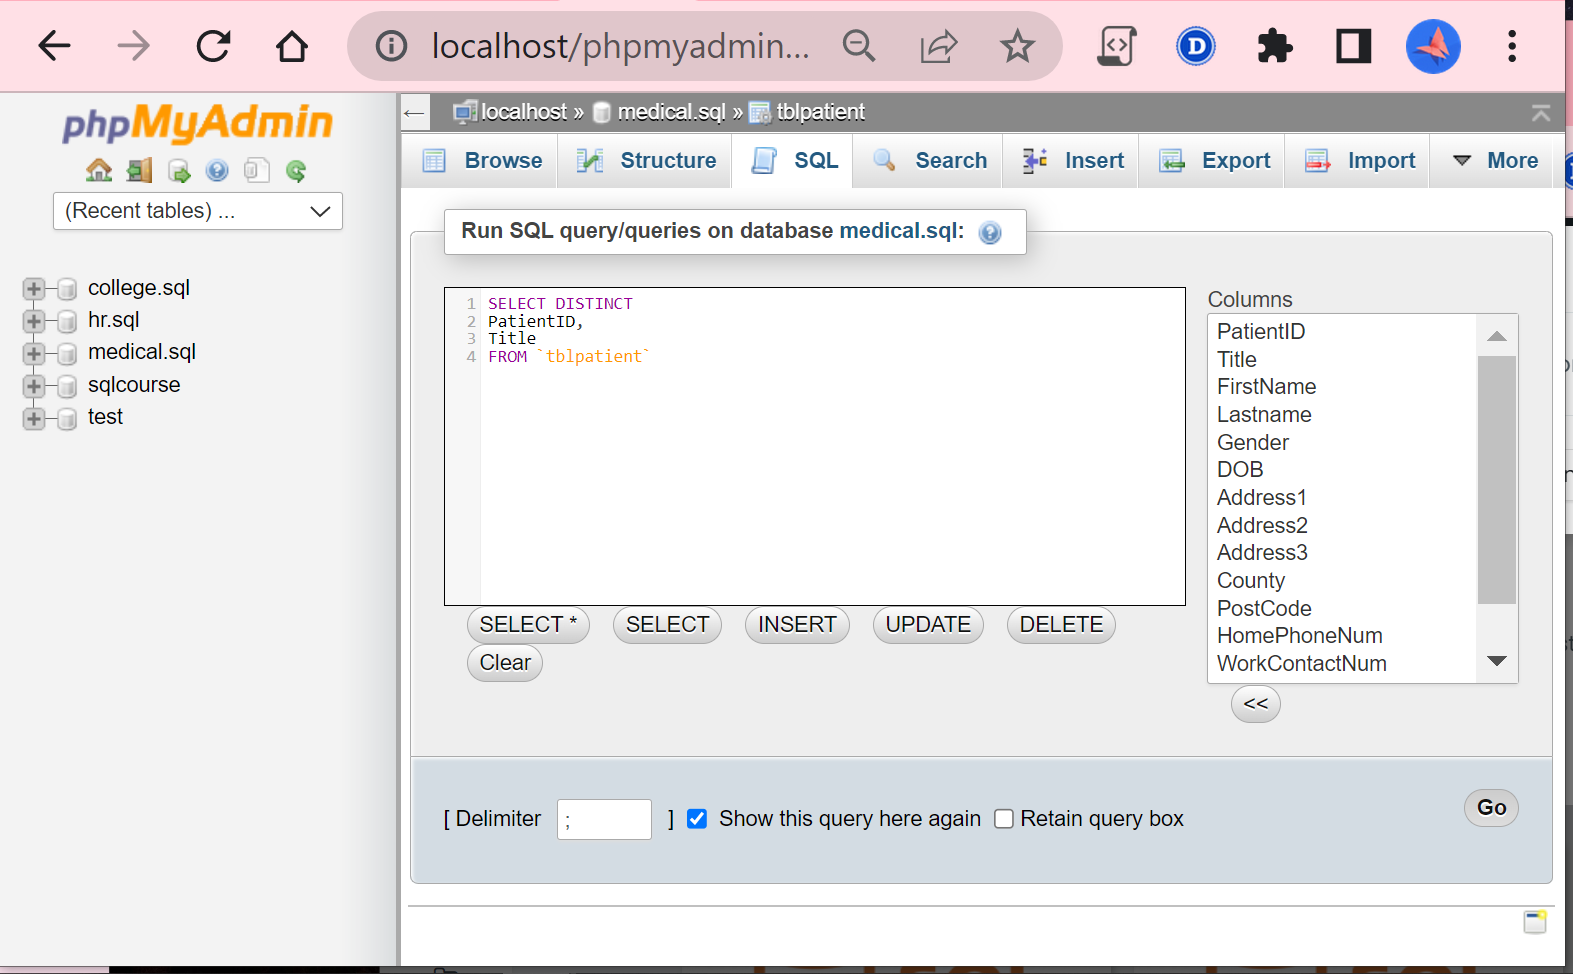 localhost/phpmyadmin...
D
phpMyAdmin
(Recent tables) ...
college.sql
hr.sql
medical.sql
sqlcourse
test
← localhost » medical.sql » tblpatient
Browse Structure SQL Search Insert Export Import More
Run SQL query/queries on database medical.sql:
1 SELECT DISTINCT
2 PatientID,
3 Title
4 FROM `tblpatient`
Columns
PatientID
Title
FirstName
Lastname
Gender
DOB
Address1
Address2
Address3
County
PostCode
HomePhoneNum
WorkContactNum
<<
SELECT * SELECT INSERT UPDATE DELETE
Clear
[ Delimiter ; ] Show this query here again Retain query box
Go